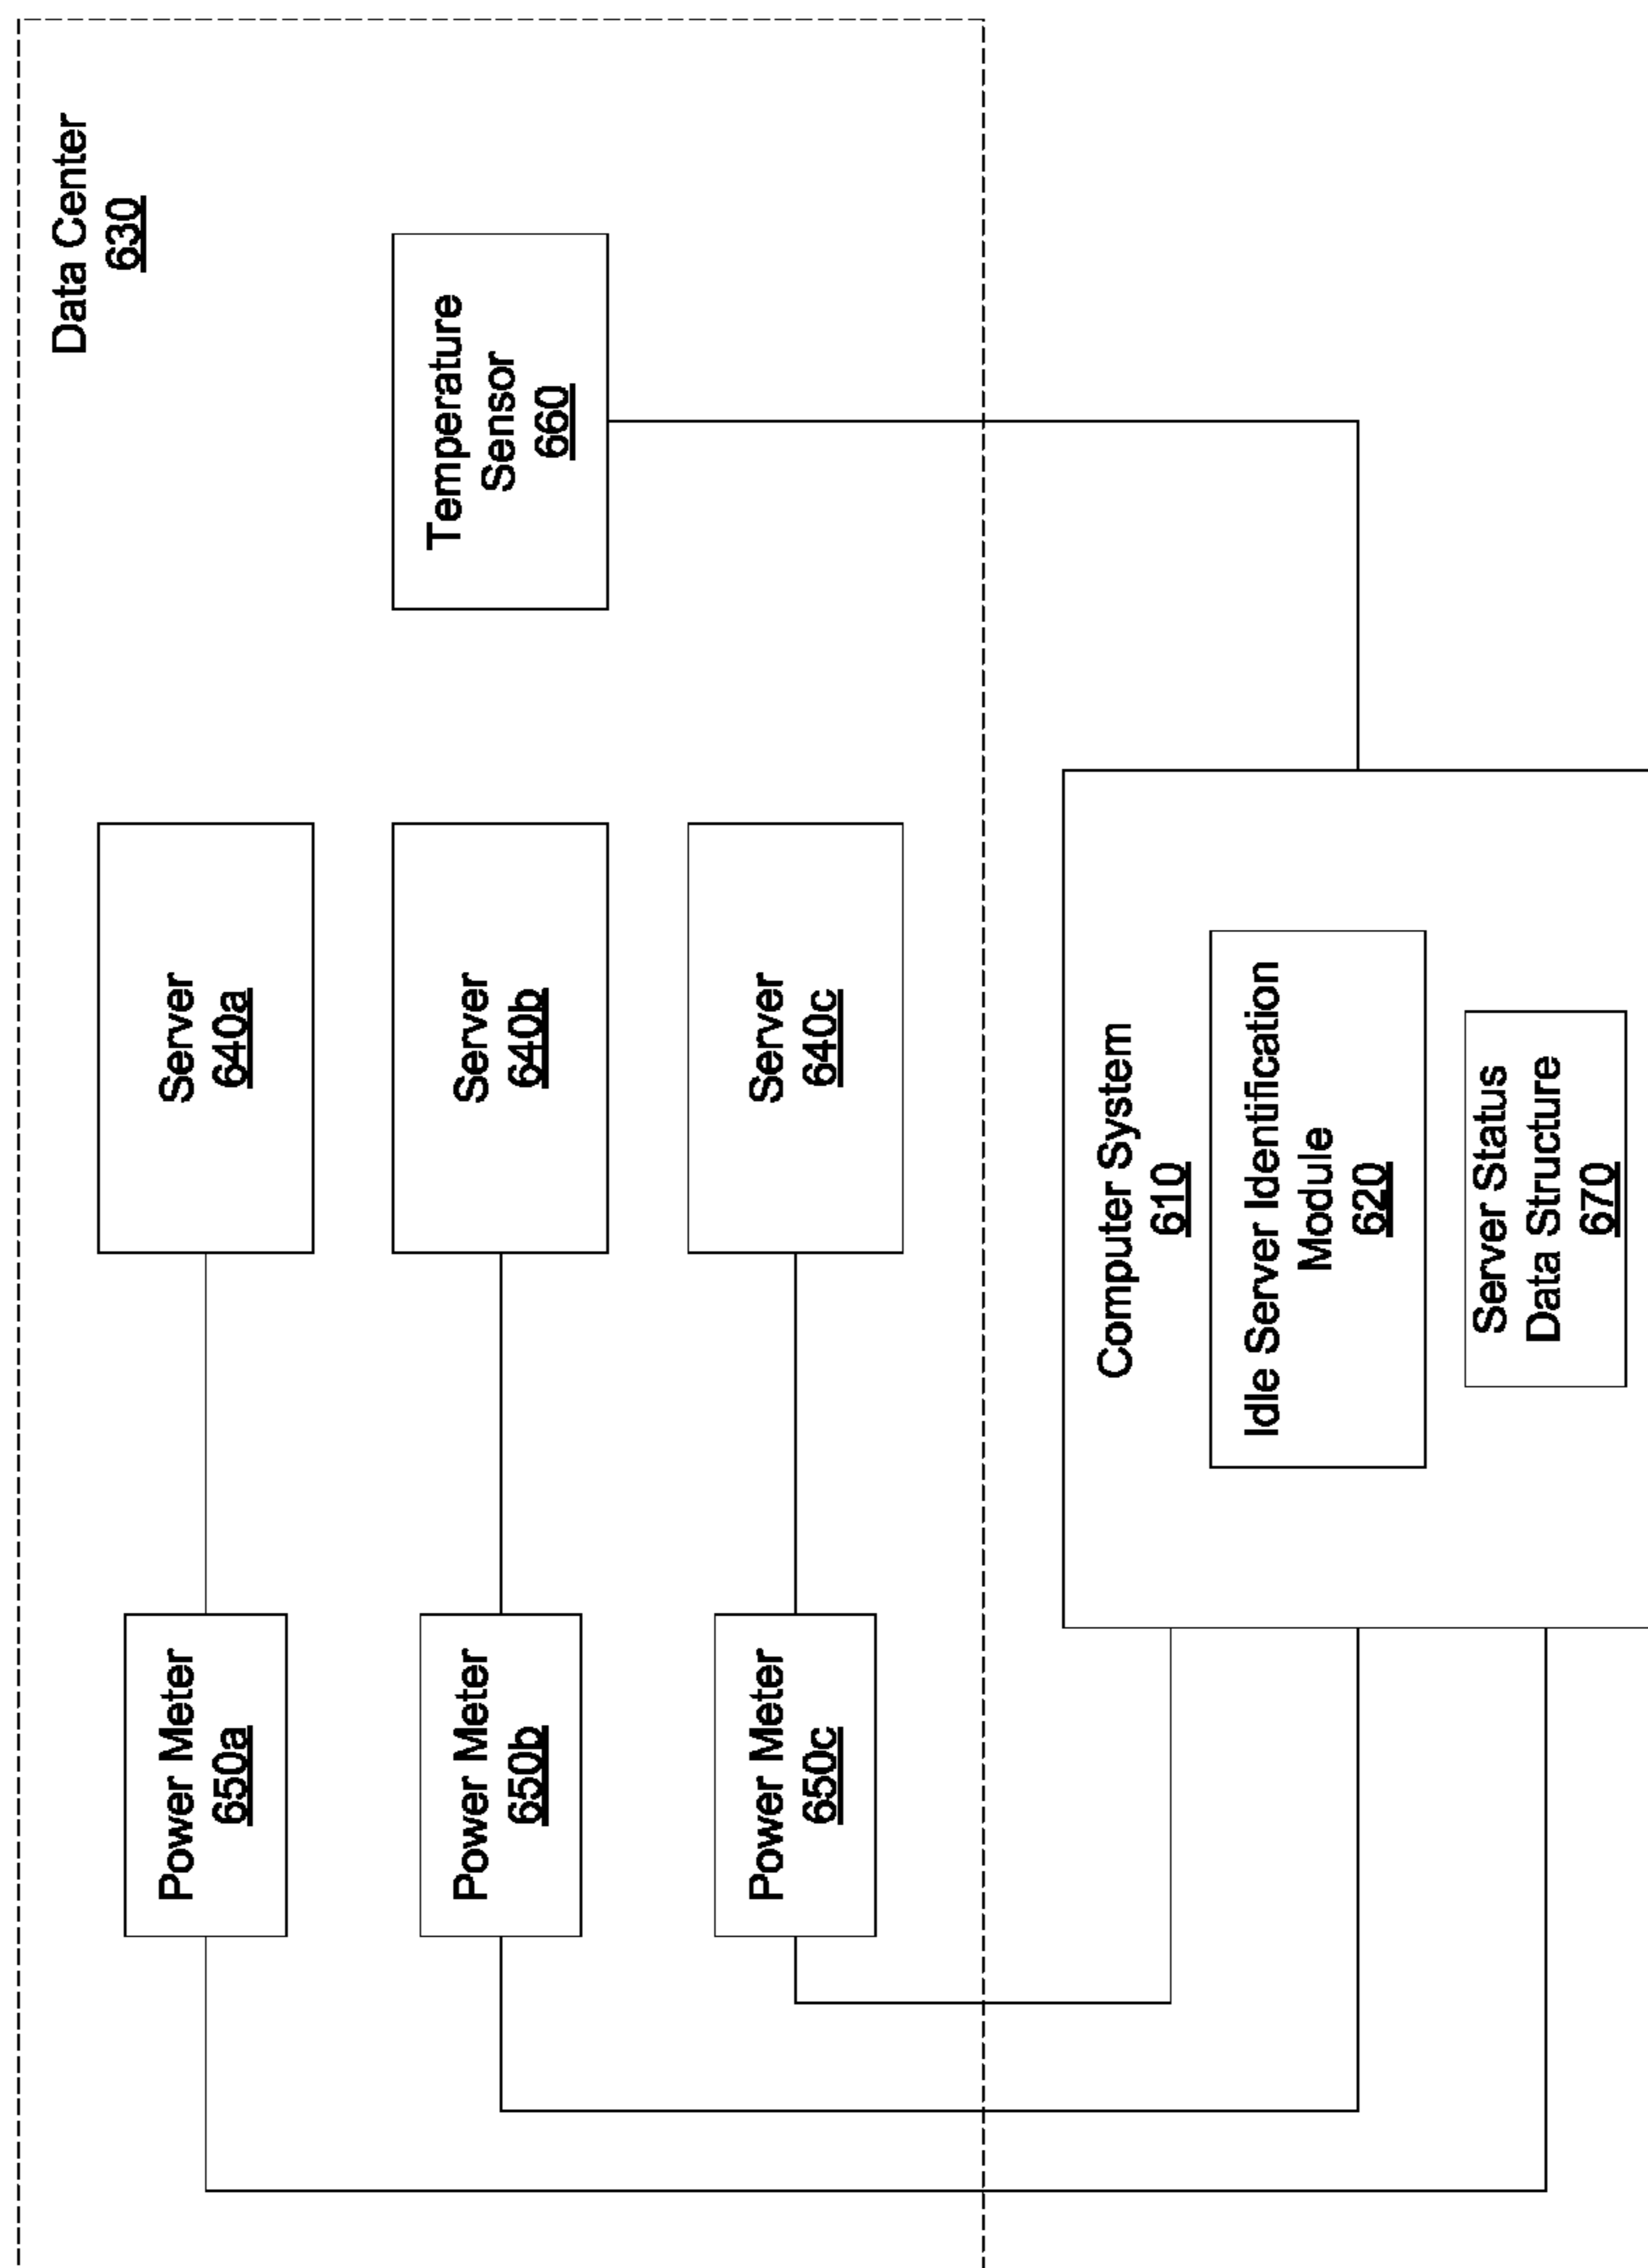 Data Center
630
Power Meter
650a
Server
640a
Power Meter
650b
Server
640b
Temperature
Sensor
660
Power Meter
650c
Server
640c
Computer System
610
Idle Server Identification
Module
620
Server Status
Data Structure
670